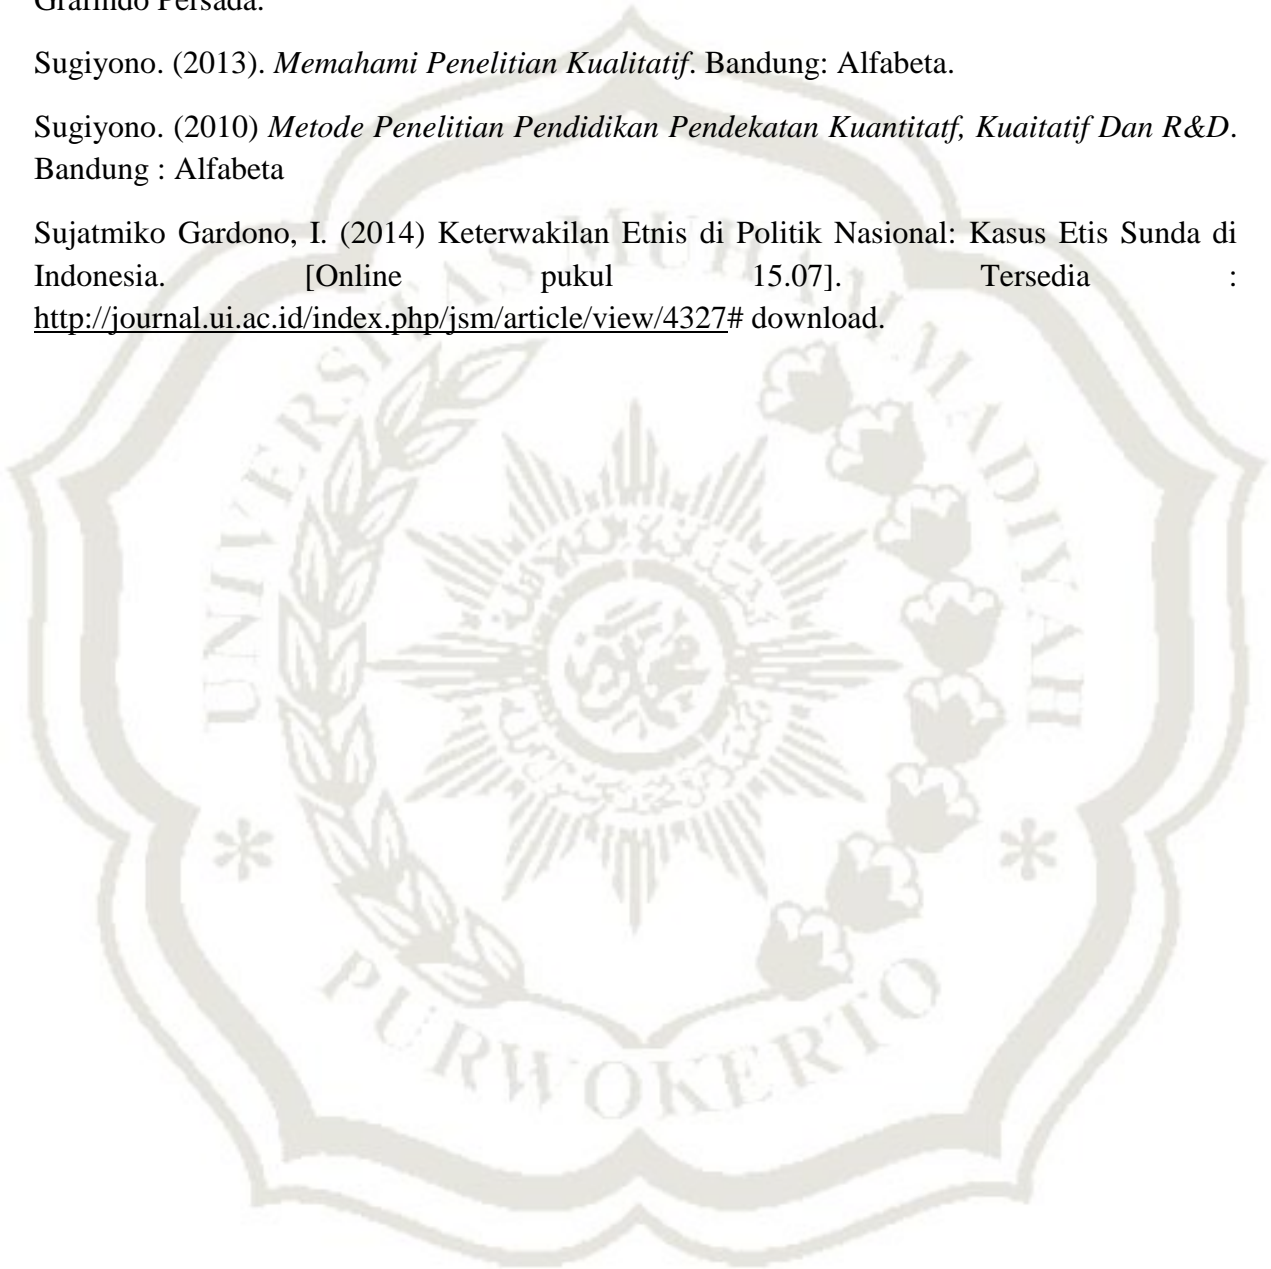 Grafindo Persada.
Sugiyono. (2013). Memahami Penelitian Kualitatif. Bandung: Alfabeta.
Sugiyono. (2010) Metode Penelitian Pendidikan Pendekatan Kuantitatf, Kuaitatif Dan R&D.
Bandung : Alfabeta
Sujatmiko Gardono, I. (2014) Keterwakilan Etnis di Politik Nasional: Kasus Etis Sunda di
Indonesia. [Online pukul 15.07]. Tersedia :
http://journal.ui.ac.id/index.php/jsm/article/view/4327# download.
UNIVERSITAS MUHAMMADIYAH
PURWOKERTO